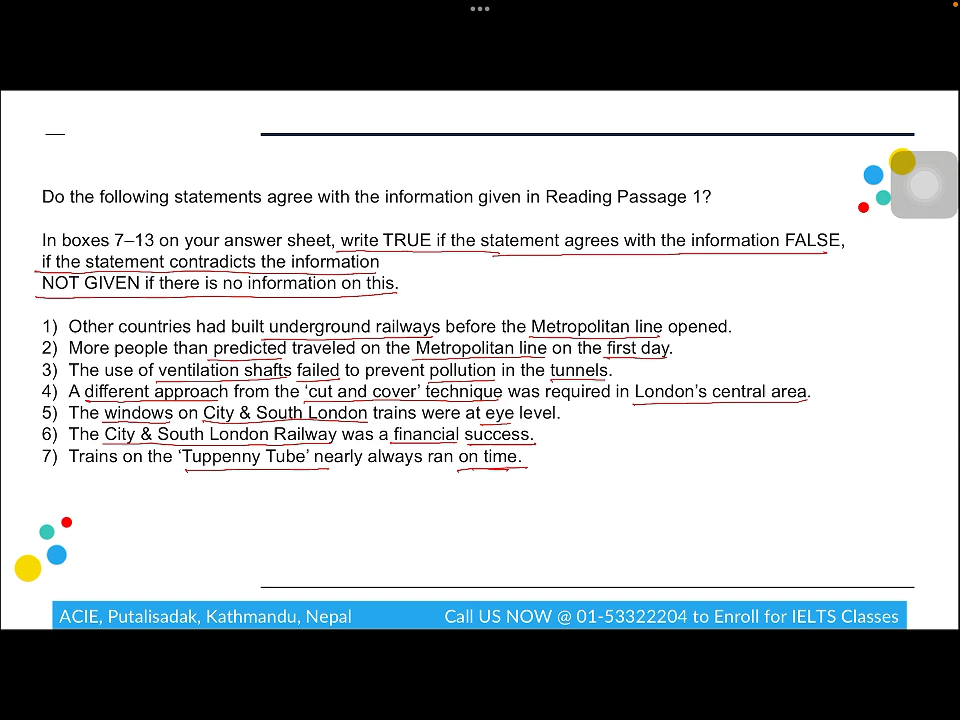 Do the following statements agree with the information given in Reading Passage 1?
In boxes 7–13 on your answer sheet, write TRUE if the statement agrees with the information FALSE,
if the statement contradicts the information
NOT GIVEN if there is no information on this.
1) Other countries had built underground railways before the Metropolitan line opened.
2) More people than predicted traveled on the Metropolitan line on the first day.
3) The use of ventilation shafts failed to prevent pollution in the tunnels.
4) A different approach from the ‘cut and cover’ technique was required in London’s central area.
5) The windows on City & South London trains were at eye level.
6) The City & South London Railway was a financial success.
7) Trains on the ‘Tuppenny Tube’ nearly always ran on time.
ACIE, Putalisadak, Kathmandu, Nepal Call US NOW @ 01-53322204 to Enroll for IELTS Classes